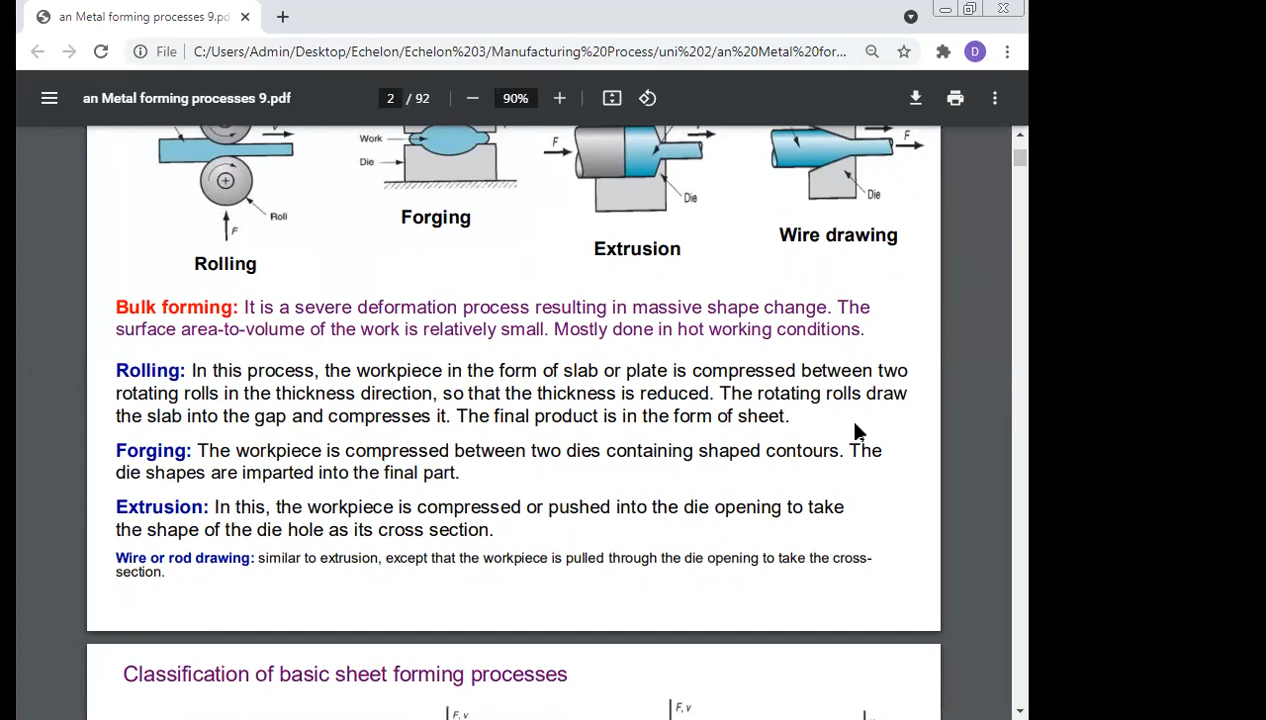 an Metal forming processes 9.pd
File C:/Users/Admin/Desktop/Echelon/Echelon%203/Manufacturing%20Process/uni%202/an%20Metal%20for... D
an Metal forming processes 9.pdf 2 / 92 90%
Work
Die
F
F
Die
Die
Roll
F
Forging
Wire drawing
Extrusion
Rolling
Bulk forming: It is a severe deformation process resulting in massive shape change. The
surface area-to-volume of the work is relatively small. Mostly done in hot working conditions.
Rolling: In this process, the workpiece in the form of slab or plate is compressed between two
rotating rolls in the thickness direction, so that the thickness is reduced. The rotating rolls draw
the slab into the gap and compresses it. The final product is in the form of sheet.
Forging: The workpiece is compressed between two dies containing shaped contours. The
die shapes are imparted into the final part.
Extrusion: In this, the workpiece is compressed or pushed into the die opening to take
the shape of the die hole as its cross section.
Wire or rod drawing: similar to extrusion, except that the workpiece is pulled through the die opening to take the cross-
section.
Classification of basic sheet forming processes
F, v
F, v